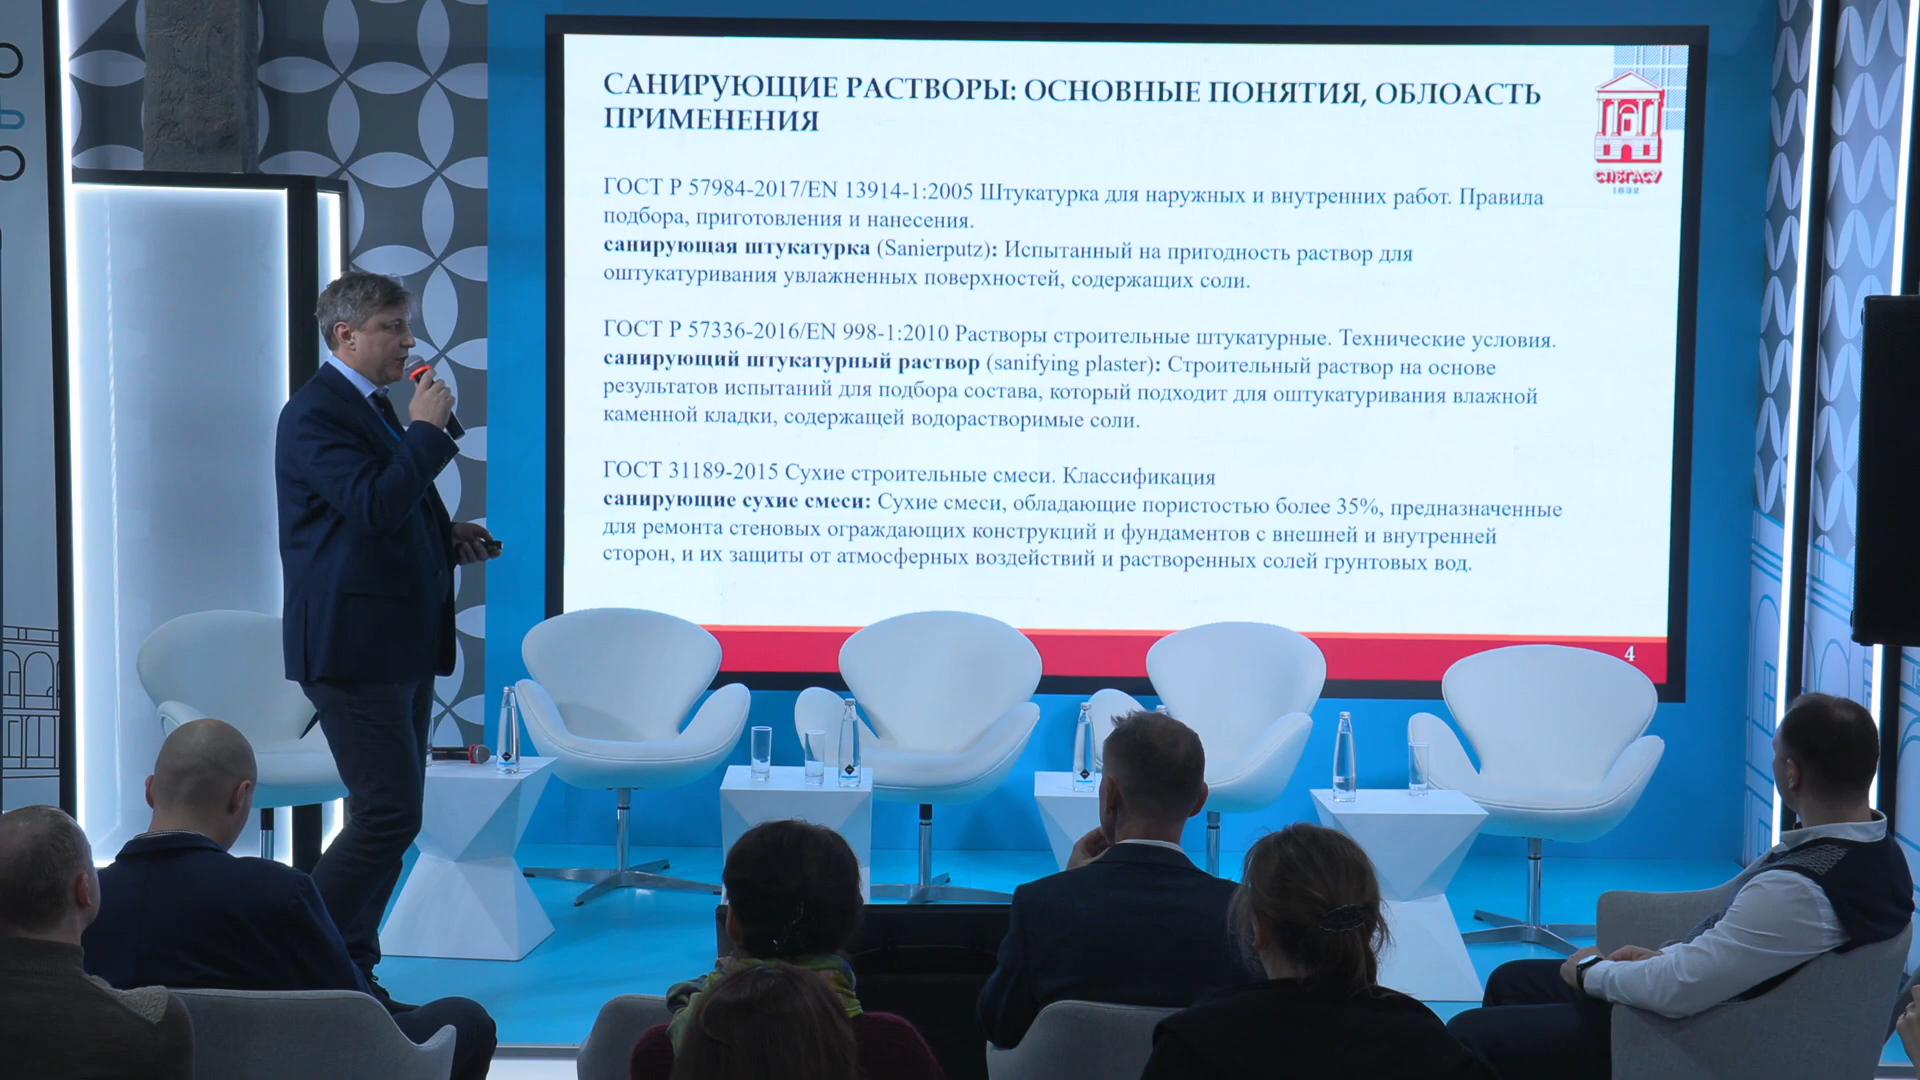 САНИРУЮЩИЕ РАСТВОРЫ: ОСНОВНЫЕ ПОНЯТИЯ, ОБЛОАСТЬ
ПРИМЕНЕНИЯ
ГОСТ Р 57984-2017/EN 13914-1:2005 Штукатурка для наружных и внутренних работ. Правила
подбора, приготовления и нанесения.
санирующая штукатурка (Sanierputz): Испытанный на пригодность раствор для
оштукатуривания увлажненных поверхностей, содержащих соли.
ГОСТ Р 57336-2016/EN 998-1:2010 Растворы строительные штукатурные. Технические условия.
санирующий штукатурный раствор (sanifying plaster): Строительный раствор на основе
результатов испытаний для подбора состава, который подходит для оштукатуривания влажной
каменной кладки, содержащей водорастворимые соли.
ГОСТ 31189-2015 Сухие строительные смеси. Классификация
санирующие сухие смеси: Сухие смеси, обладающие пористостью более 35%, предназначенные
для ремонта стеновых ограждающих конструкций и фундаментов с внешней и внутренней
сторон, и их защиты от атмосферных воздействий и растворенных солей грунтовых вод.
СПБГАСУ
1832
4